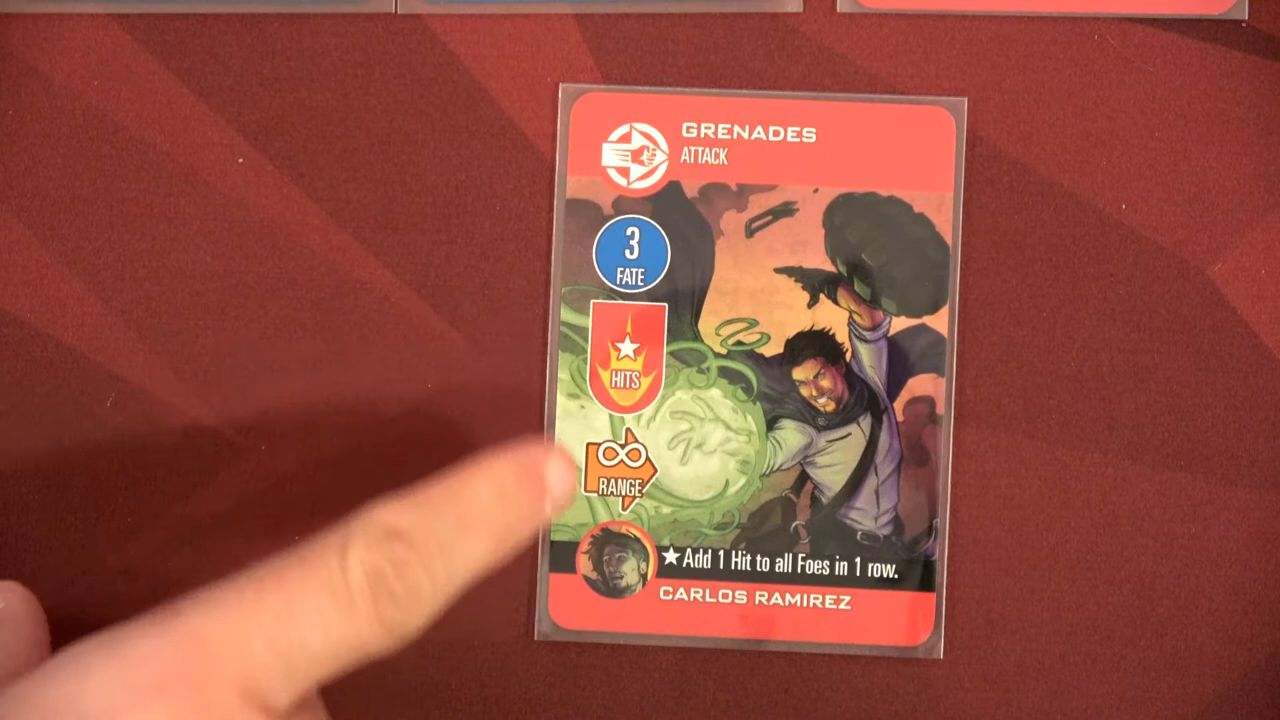 GRENADES
ATTACK
3
FATE
★
HITS
∞
RANGE
★Add 1 Hit to all Foes in 1 row.
CARLOS RAMIREZ